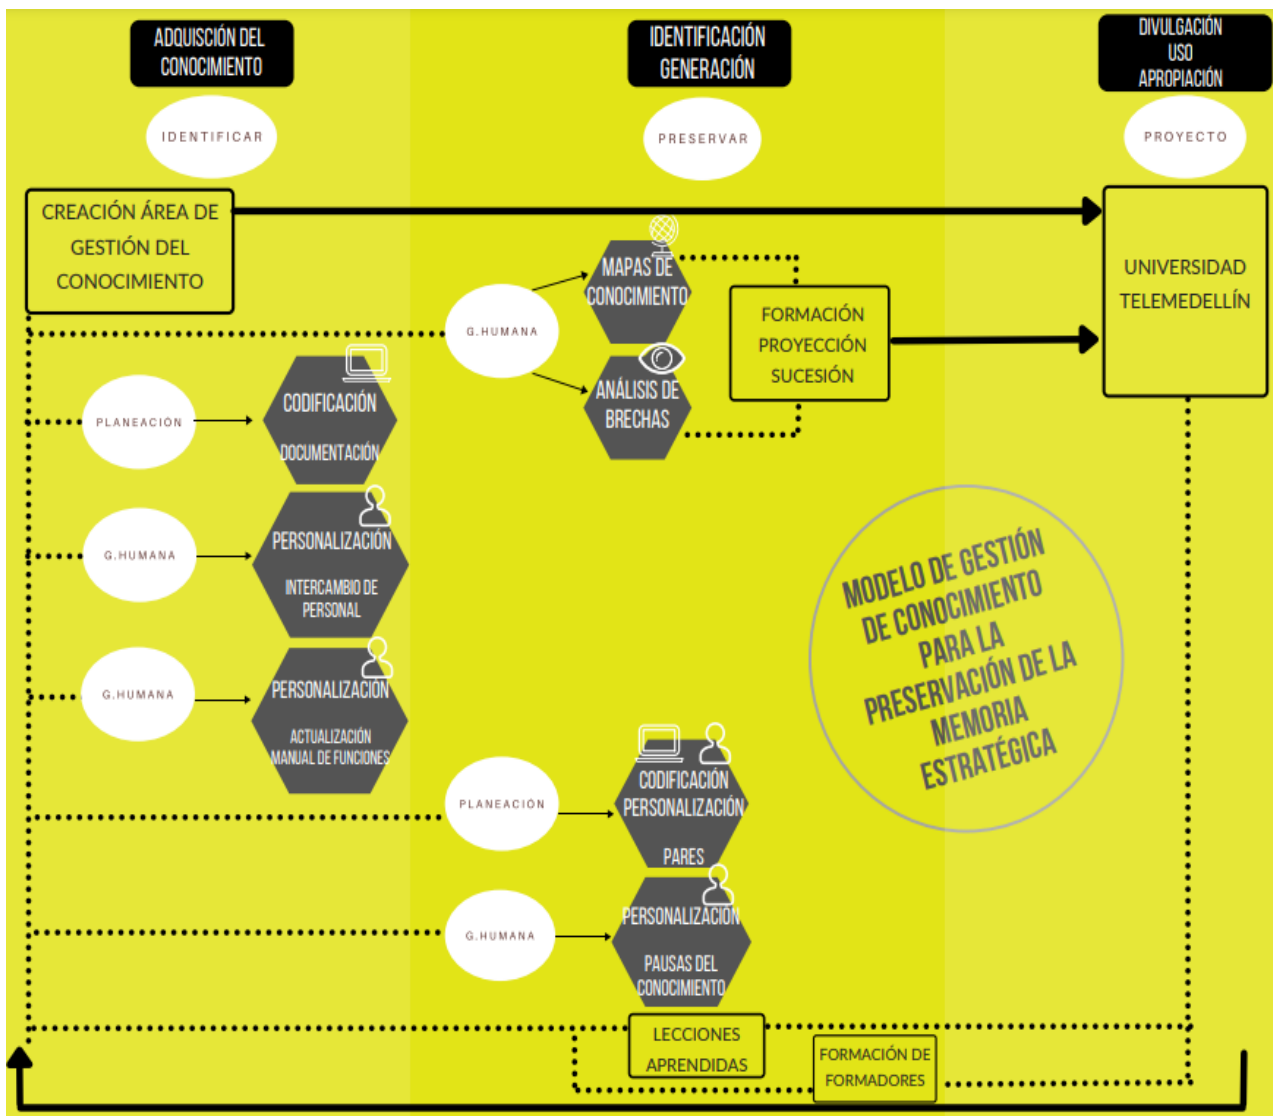 ADQUISCIÓN DEL
CONOCIMIENTO
IDENTIFICACIÓN
GENERACIÓN
DIVULGACIÓN
USO
APROPIACIÓN
IDENTIFICAR
PRESERVAR
PROYECTO
CREACIÓN ÁREA DE
GESTIÓN DEL
CONOCIMIENTO
G.HUMANA
MAPAS DE
CONOCIMIENTO
ANÁLISIS DE
BRECHAS
FORMACIÓN
PROYECCIÓN
SUCESIÓN
UNIVERSIDAD
TELEMEDELLÍN
PLANEACIÓN
CODIFICACIÓN
DOCUMENTACIÓN
G.HUMANA
PERSONALIZACIÓN
INTERCAMBIO DE
PERSONAL
G.HUMANA
PERSONALIZACIÓN
ACTUALIZACIÓN
MANUAL DE FUNCIONES
MODELO DE GESTIÓN
DE CONOCIMIENTO
PARA LA
PRESERVACIÓN DE LA
MEMORIA
ESTRATÉGICA
PLANEACIÓN
CODIFICACIÓN
PERSONALIZACIÓN
PARES
G.HUMANA
PERSONALIZACIÓN
PAUSAS DEL
CONOCIMIENTO
LECCIONES
APRENDIDAS
FORMACIÓN DE
FORMADORES